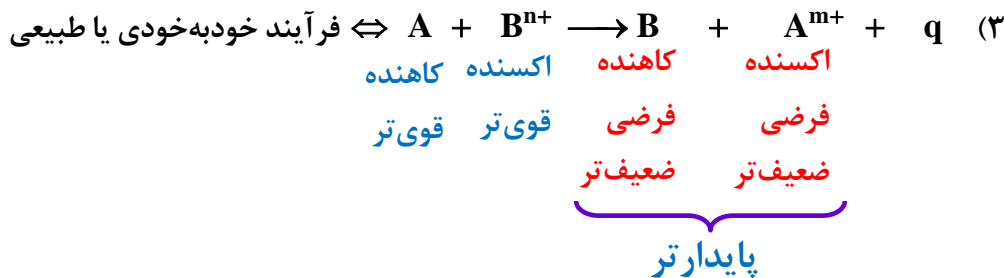 ۳) فرآیند خودبه‌خودی یا طبیعی ⇔ A + Bⁿ⁺ ⟶ B + Aᵐ⁺ + q
کاهنده اکسنده کاهنده اکسنده
قوی‌تر قوی‌تر فرضی فرضی
ضعیف‌تر ضعیف‌تر
پایدارتر